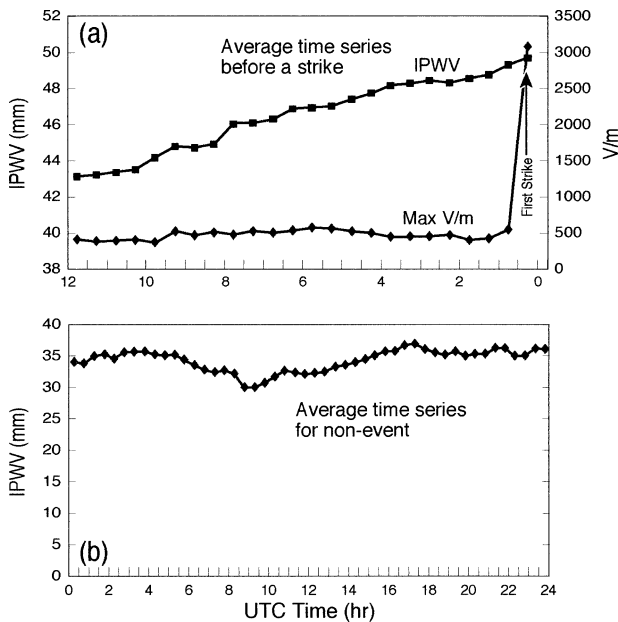 (a)
Average time series
before a strike
IPWV
Max V/m
First Strike
IPWV (mm)
52
50
48
46
44
42
40
38
V/m
3500
3000
2500
2000
1500
1000
500
0
12 10 8 6 4 2 0
(b)
Average time series
for non-event
IPWV (mm)
40
35
30
25
20
15
10
5
0
0 2 4 6 8 10 12 14 16 18 20 22 24
UTC Time (hr)